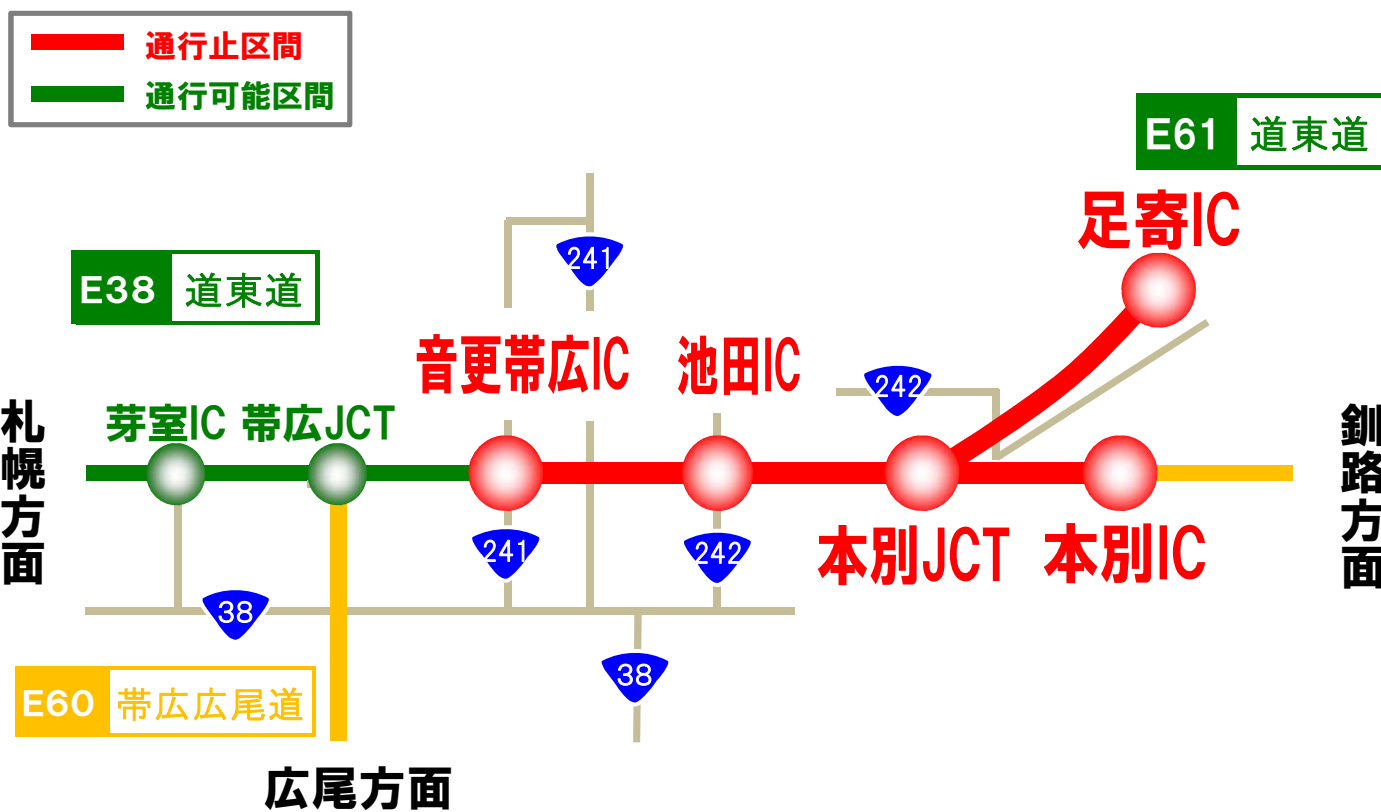 通行止区間
通行可能区間
E61 道東道
足寄IC
241
E38 道東道
音更帯広IC
池田IC
242
札幌方面
芽室IC
帯広JCT
釧路方面
241
242
本別JCT
本別IC
38
38
E60 帯広広尾道
広尾方面